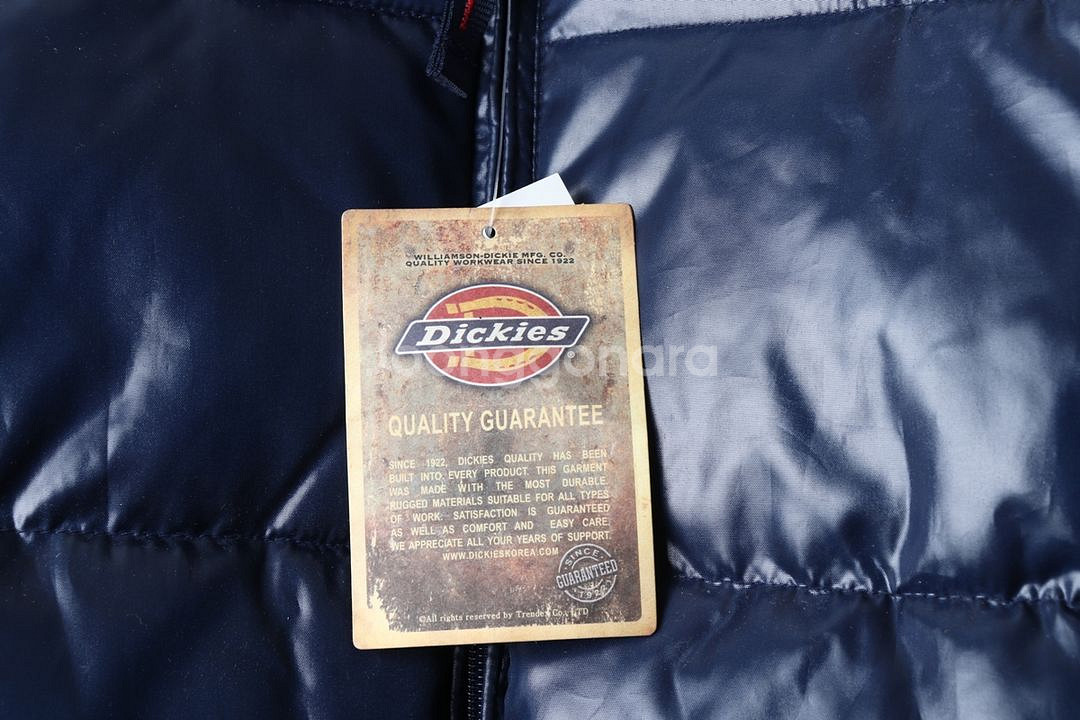 WILLIAMSON-DICKIE MFG. CO.
QUALITY WORKWEAR SINCE 1922
Dickies
®
joonggonara
QUALITY GUARANTEE
SINCE 1922, DICKIES QUALITY HAS BEEN
BUILT INTO EVERY PRODUCT. THIS GARMENT
WAS MADE WITH THE MOST DURABLE.
RUGGED MATERIALS SUITABLE FOR ALL TYPES
OF WORK. SATISFACTION IS GUARANTEED
AS WELL AS COMFORT AND EASY CARE.
WE APPRECIATE ALL YOUR YEARS OF SUPPORT.
WWW.DICKIESKOREA.COM
SINCE
GUARANTEED
1922
©All rights reserved by Trendex Co., LTD